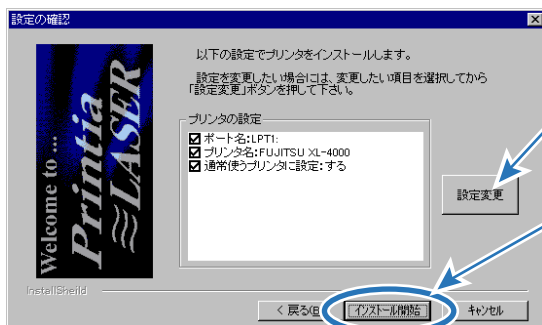 設定の確認
以下の設定でプリンタをインストールします。
設定を変更したい場合には、変更したい項目を選択してから
「設定変更」ボタンを押して下さい。
プリンタの設定
ポート名:LPT1:
プリンタ名:FUJITSU XL-4000
通常使うプリンタに設定:する
設定変更
Welcome to ...
Printia
LASER
InstallSheild
< 戻る(B
インストール開始
キャンセル